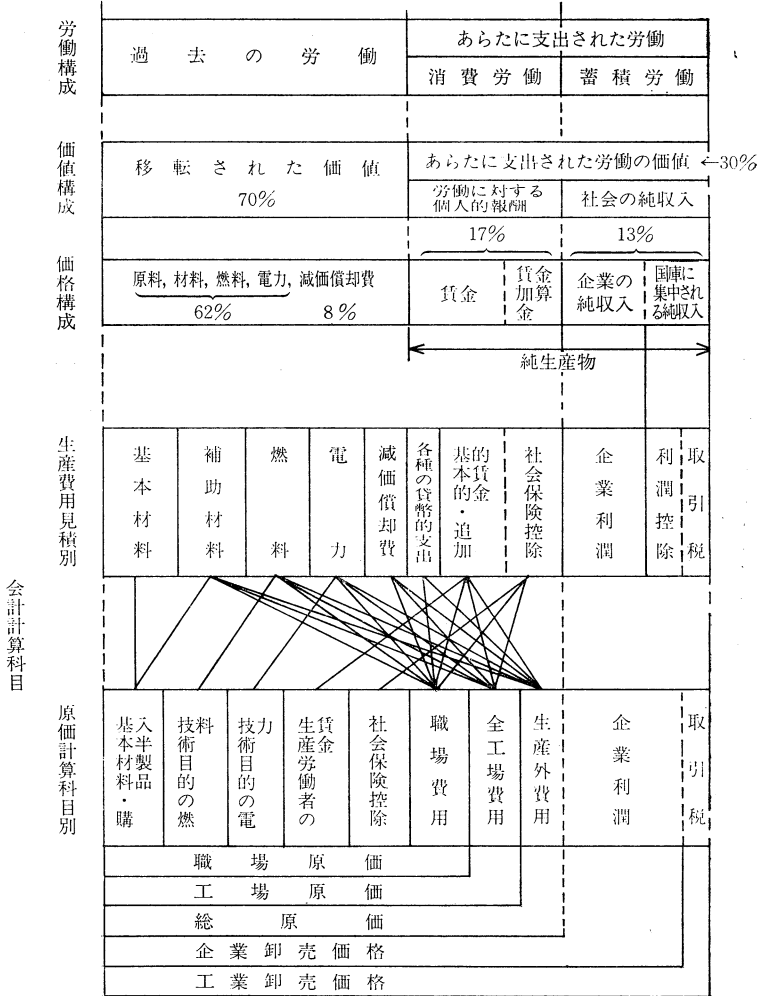 労働構成
過去の労働
あらたに支出された労働
消費労働
蓄積労働
価値構成
移転された価値
70%
あらたに支出された労働の価値 ←30%
労働に対する
個人的報酬
社会の純収入
17%
13%
価格構成
原料, 材料, 燃料, 電力, 減価償却費
62%
8%
賃金
賃金
加算
金
企業の
純収入
国庫に
集中され
る純収入
純生産物
会計計算科目
生産費用見積別
基本材料
補助材料
燃料
電力
減価償却費
各種の貨幣的支出
基本的・追加
的賃金
社会保険控除
企業利潤
利潤控除
取引税
原価計算科目別
基本材料・購
入半製品
技術目的の燃
料
技術目的の電
力
生産労働者の
賃金
社会保険控除
職場費用
全工場費用
生産外費用
企業利潤
取引税
職場原価
工場原価
総原価
企業卸売価格
工業卸売価格